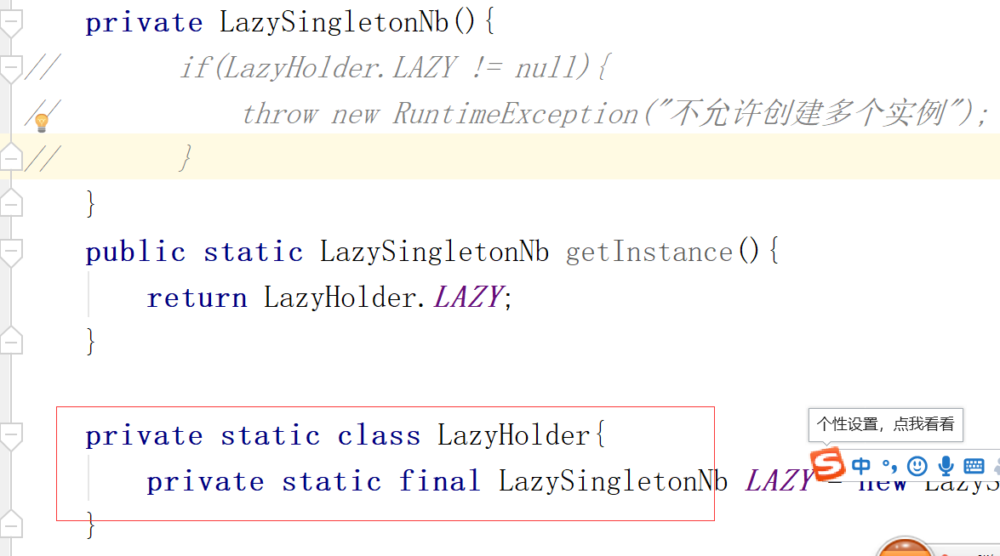 private LazySingletonNb(){
// if(LazyHolder.LAZY != null){
// throw new RuntimeException("不允许创建多个实例");
// }
}
public static LazySingletonNb getInstance(){
return LazyHolder.LAZY;
}
private static class LazyHolder{
个性设置，点我看看
private static final LazySingletonNb LAZY = new
中
}